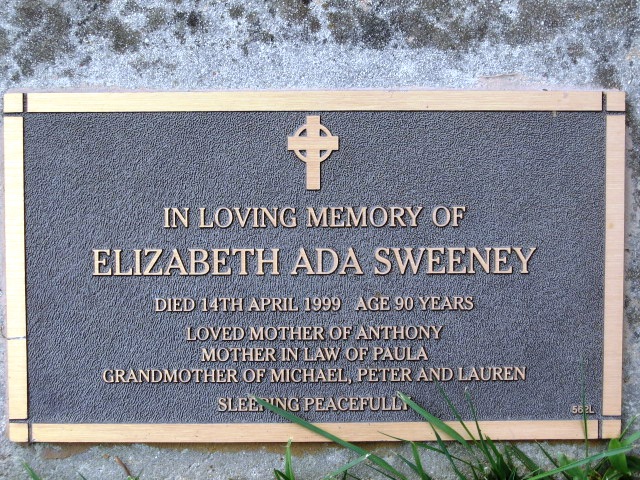 IN LOVING MEMORY OF
ELIZABETH ADA SWEENEY
DIED 14TH APRIL 1999 AGE 90 YEARS
LOVED MOTHER OF ANTHONY
MOTHER IN LAW OF PAULA
GRANDMOTHER OF MICHAEL, PETER AND LAUREN
SLEEPING PEACEFULLY